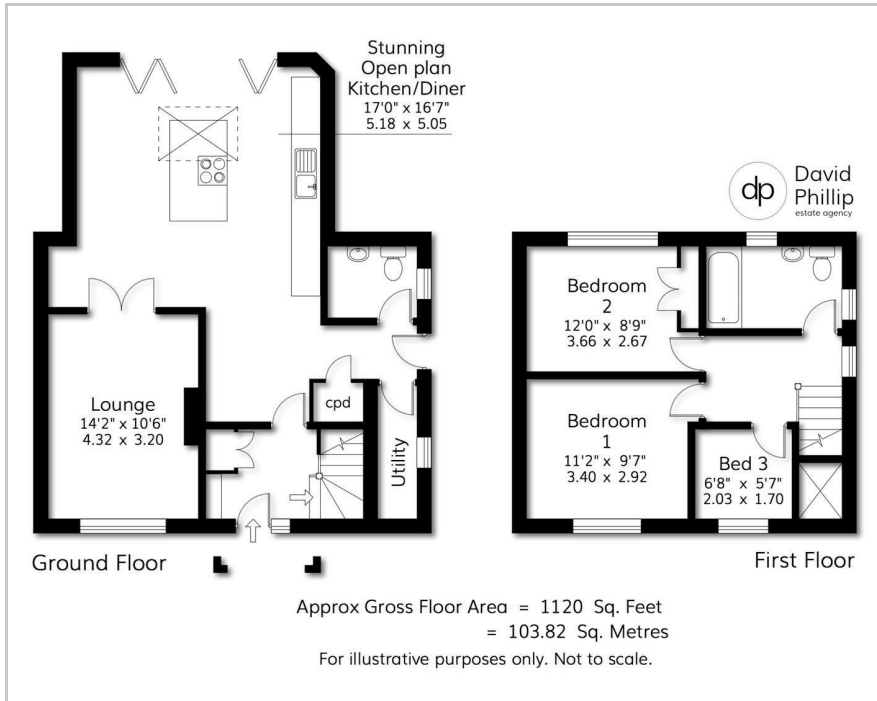 Stunning
Open plan
Kitchen/Diner
17'0" x 16'7"
5.18 x 5.05
dp
David
Phillip
estate agency
Lounge
14'2" x 10'6"
4.32 x 3.20
cpd
Utility
Bedroom
2
12'0" x 8'9"
3.66 x 2.67
Bedroom
1
11'2" x 9'7"
3.40 x 2.92
Bed 3
6'8" x 5'7"
2.03 x 1.70
Ground Floor
First Floor
Approx Gross Floor Area = 1120 Sq. Feet
= 103.82 Sq. Metres
For illustrative purposes only. Not to scale.